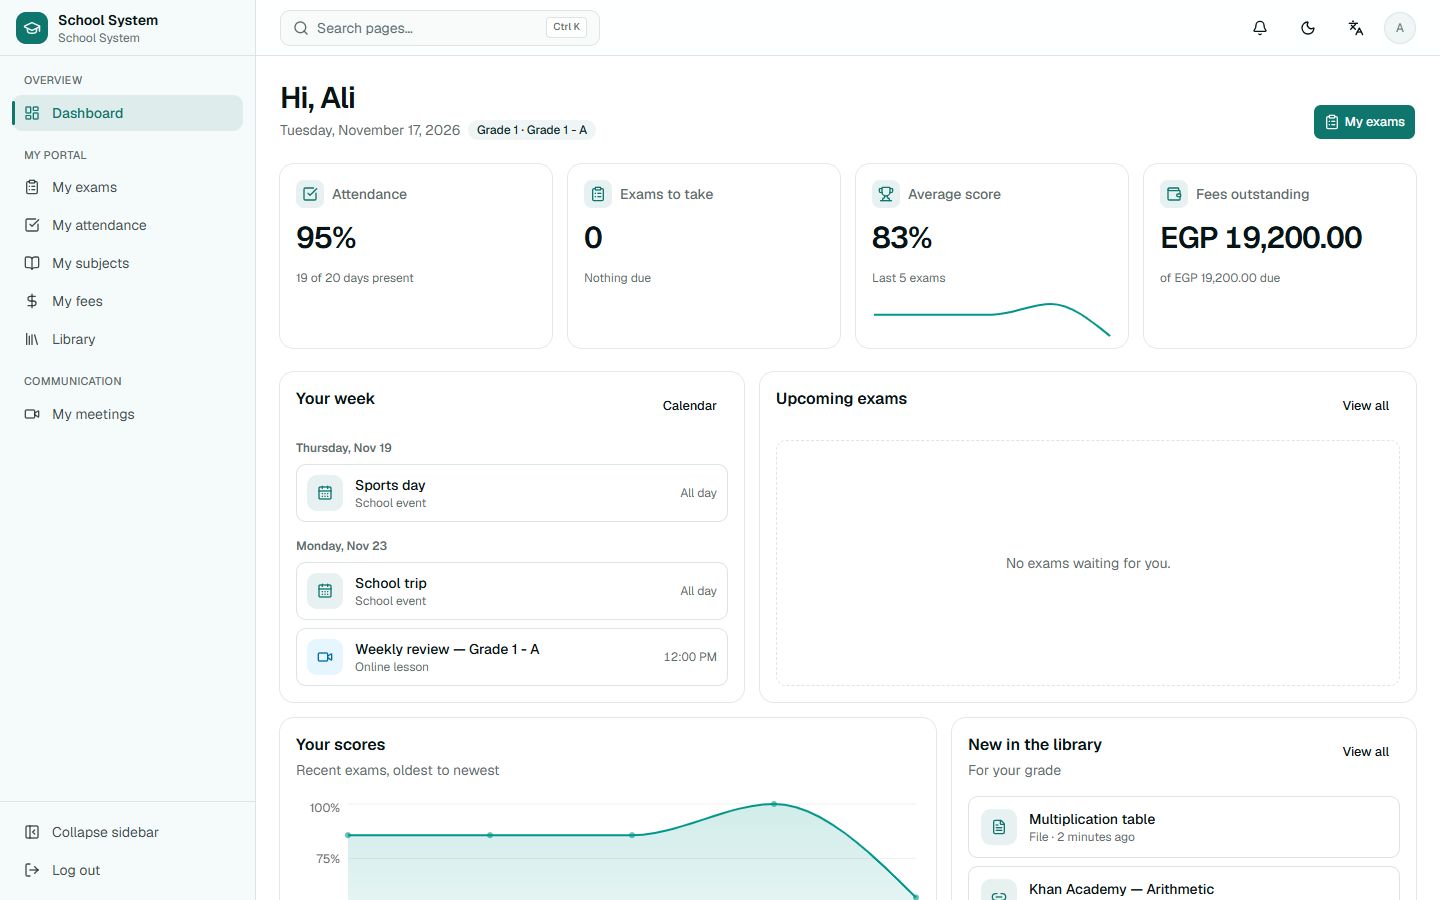 School System
School System
Search pages...
Ctrl K
A
OVERVIEW
Dashboard
MY PORTAL
My exams
My attendance
My subjects
My fees
Library
COMMUNICATION
My meetings
Collapse sidebar
Log out
Hi, Ali
Tuesday, November 17, 2026
Grade 1 · Grade 1 - A
My exams
Attendance
95%
19 of 20 days present
Exams to take
0
Nothing due
Average score
83%
Last 5 exams
Fees outstanding
EGP 19,200.00
of EGP 19,200.00 due
Your week
Calendar
Thursday, Nov 19
Sports day
School event
All day
Monday, Nov 23
School trip
School event
All day
Weekly review — Grade 1 - A
Online lesson
12:00 PM
Upcoming exams
View all
No exams waiting for you.
Your scores
Recent exams, oldest to newest
100%
75%
New in the library
For your grade
View all
Multiplication table
File · 2 minutes ago
Khan Academy — Arithmetic